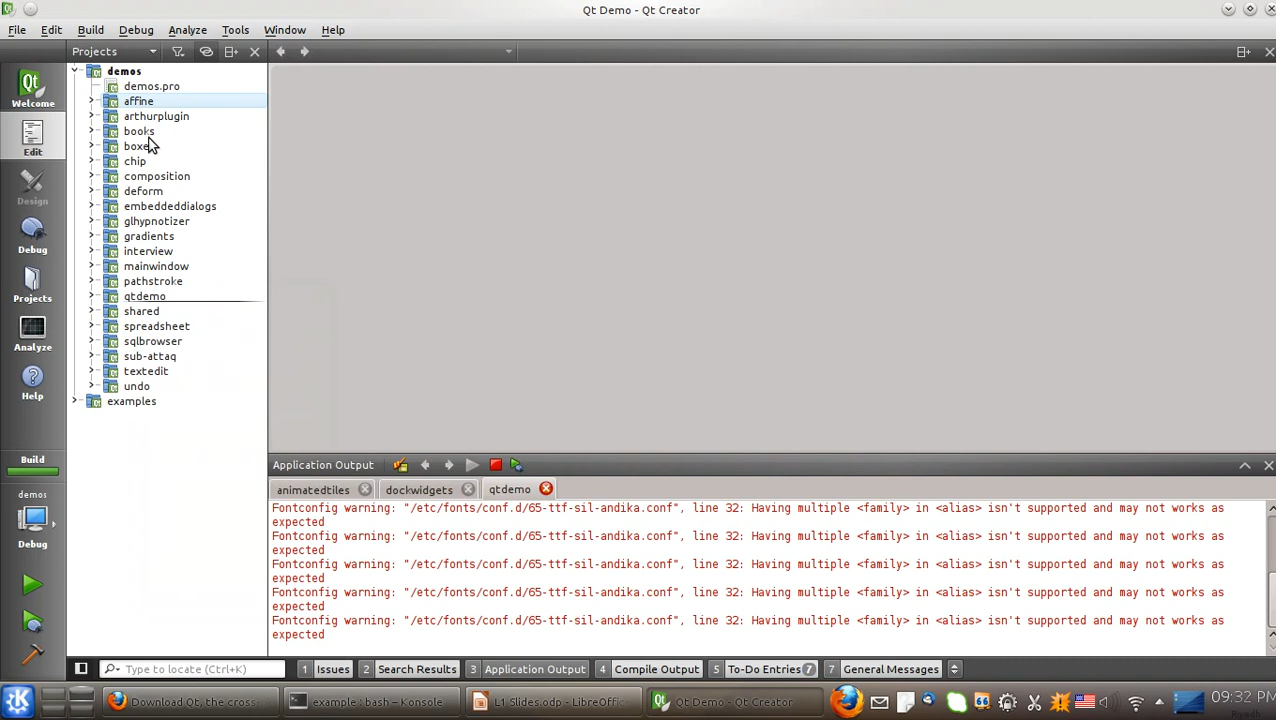 Qt Demo - Qt Creator
File Edit Build Debug Analyze Tools Window Help
Projects
Welcome
Edit
Design
Debug
Projects
Analyze
Help
Build
demos
Debug
demos
demos.pro
affine
arthurplugin
books
boxe
chip
composition
deform
embeddeddialogs
glhypnotizer
gradients
interview
mainwindow
pathstroke
qtdemo
shared
spreadsheet
sqlbrowser
sub-attaq
textedit
undo
examples
Application Output
animatedtiles dockwidgets qtdemo
Fontconfig warning: "/etc/fonts/conf.d/65-ttf-sil-andika.conf", line 32: Having multiple <family> in <alias> isn't supported and may not works as
expected
Fontconfig warning: "/etc/fonts/conf.d/65-ttf-sil-andika.conf", line 32: Having multiple <family> in <alias> isn't supported and may not works as
expected
Fontconfig warning: "/etc/fonts/conf.d/65-ttf-sil-andika.conf", line 32: Having multiple <family> in <alias> isn't supported and may not works as
expected
Fontconfig warning: "/etc/fonts/conf.d/65-ttf-sil-andika.conf", line 32: Having multiple <family> in <alias> isn't supported and may not works as
expected
Fontconfig warning: "/etc/fonts/conf.d/65-ttf-sil-andika.conf", line 32: Having multiple <family> in <alias> isn't supported and may not works as
expected
Type to locate (Ctrl+K) 1 Issues 2 Search Results 3 Application Output 4 Compile Output 5 To-Do Entries 7 7 General Messages
Download Qt, the cross example : bash – Konsole L1 Slides.odp - LibreOffi Qt Demo - Qt Creator 09:32 PM